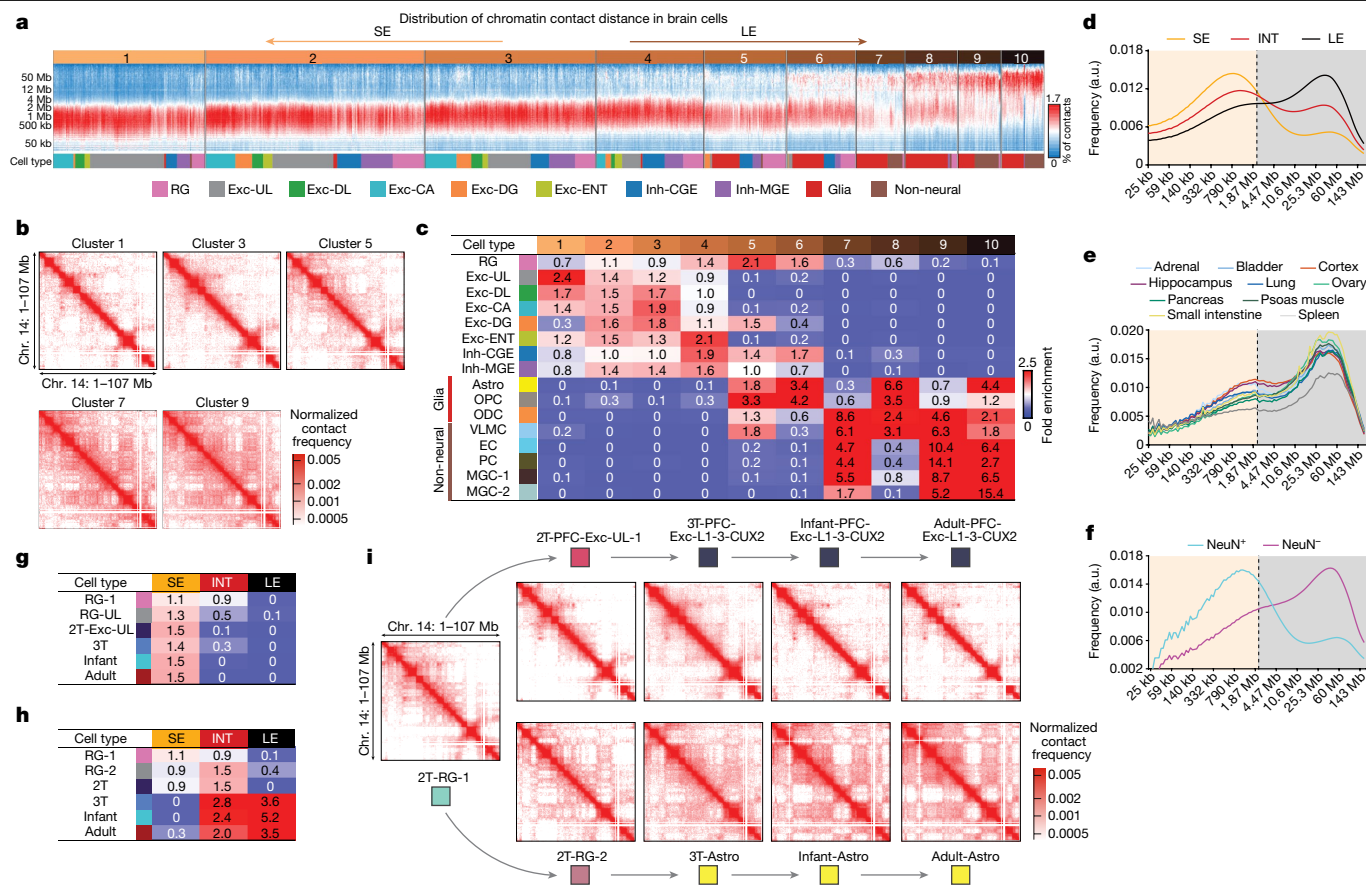 a
Distribution of chromatin contact distance in brain cells
SE LE
1 2 3 4 5 6 7 8 9 10
50 Mb
12 Mb
4 Mb
2 Mb
1 Mb
500 kb
50 kb
Cell type
1.7
0
% of contacts
RG Exc-UL Exc-DL Exc-CA Exc-DG Exc-ENT Inh-CGE Inh-MGE Glia Non-neural
b
Cluster 1 Cluster 3 Cluster 5
Chr. 14: 1–107 Mb
Chr. 14: 1–107 Mb
Cluster 7 Cluster 9
Normalized
contact
frequency
0.005
0.002
0.001
0.0005
c
Cell type 1 2 3 4 5 6 7 8 9 10
RG 0.7 1.1 0.9 1.4 2.1 1.6 0.3 0.6 0.2 0.1
Exc-UL 2.4 1.4 1.2 0.9 0.1 0.2 0 0 0 0
Exc-DL 1.7 1.5 1.7 1.0 0 0 0 0 0 0
Exc-CA 1.4 1.5 1.9 0.9 0.1 0 0 0 0 0
Exc-DG 0.3 1.6 1.8 1.1 1.5 0.4 0 0 0 0
Exc-ENT 1.2 1.5 1.3 2.1 0.1 0.2 0 0 0 0
Inh-CGE 0.8 1.0 1.0 1.9 1.4 1.7 0.1 0.3 0 0
Inh-MGE 0.8 1.4 1.4 1.6 1.0 0.7 0 0.1 0 0
Astro 0 0.1 0 0.1 1.8 3.4 0.3 6.6 0.7 4.4
OPC 0.1 0.3 0.1 0.3 3.3 4.2 0.6 3.5 0.9 1.2
ODC 0 0 0 0 1.3 0.6 8.6 2.4 4.6 2.1
VLMC 0.2 0 0 0 1.8 0.3 6.1 3.1 6.3 1.8
EC 0 0 0 0 0.2 0.1 4.7 0.4 10.4 6.4
PC 0 0 0 0 0.2 0.1 4.4 0.4 14.1 2.7
MGC-1 0.1 0 0 0 0.1 0.1 5.5 0.8 8.7 6.5
MGC-2 0 0 0 0 0 0 1.7 0.1 5.2 15.4
Glia
Non-neural
2.5
0
Fold enrichment
d
SE INT LE
Frequency (a.u.)
0.018
0.012
0.006
0
25 kb 59 kb 140 kb 332 kb 790 kb 1.87 Mb 4.47 Mb 10.6 Mb 25.3 Mb 60 Mb 143 Mb
e
Adrenal Bladder Cortex
Hippocampus Lung Ovary
Pancreas Psoas muscle
Small intenstine Spleen
Frequency (a.u.)
0.020
0.015
0.010
0.005
0
25 kb 59 kb 140 kb 332 kb 790 kb 1.87 Mb 4.47 Mb 10.6 Mb 25.3 Mb 60 Mb 143 Mb
f
NeuN⁺ NeuN⁻
Frequency (a.u.)
0.018
0.014
0.010
0.006
0.002
25 kb 59 kb 140 kb 332 kb 790 kb 1.87 Mb 4.47 Mb 10.6 Mb 25.3 Mb 60 Mb 143 Mb
g
Cell type SE INT LE
RG-1 1.1 0.9 0
RG-UL 1.3 0.5 0.1
2T-Exc-UL 1.5 0.1 0
3T 1.4 0.3 0
Infant 1.5 0 0
Adult 1.5 0 0
h
Cell type SE INT LE
RG-1 1.1 0.9 0.1
RG-2 0.9 1.5 0.4
2T 0.9 1.5 0
3T 0 2.8 3.6
Infant 0 2.4 5.2
Adult 0.3 2.0 3.5
i
2T-PFC-Exc-UL-1
3T-PFC-
Exc-L1-3-CUX2
Infant-PFC-
Exc-L1-3-CUX2
Adult-PFC-
Exc-L1-3-CUX2
Chr. 14: 1–107 Mb
Chr. 14: 1–107 Mb
2T-RG-1
2T-RG-2 3T-Astro Infant-Astro Adult-Astro
Normalized
contact
frequency
0.005
0.002
0.001
0.0005